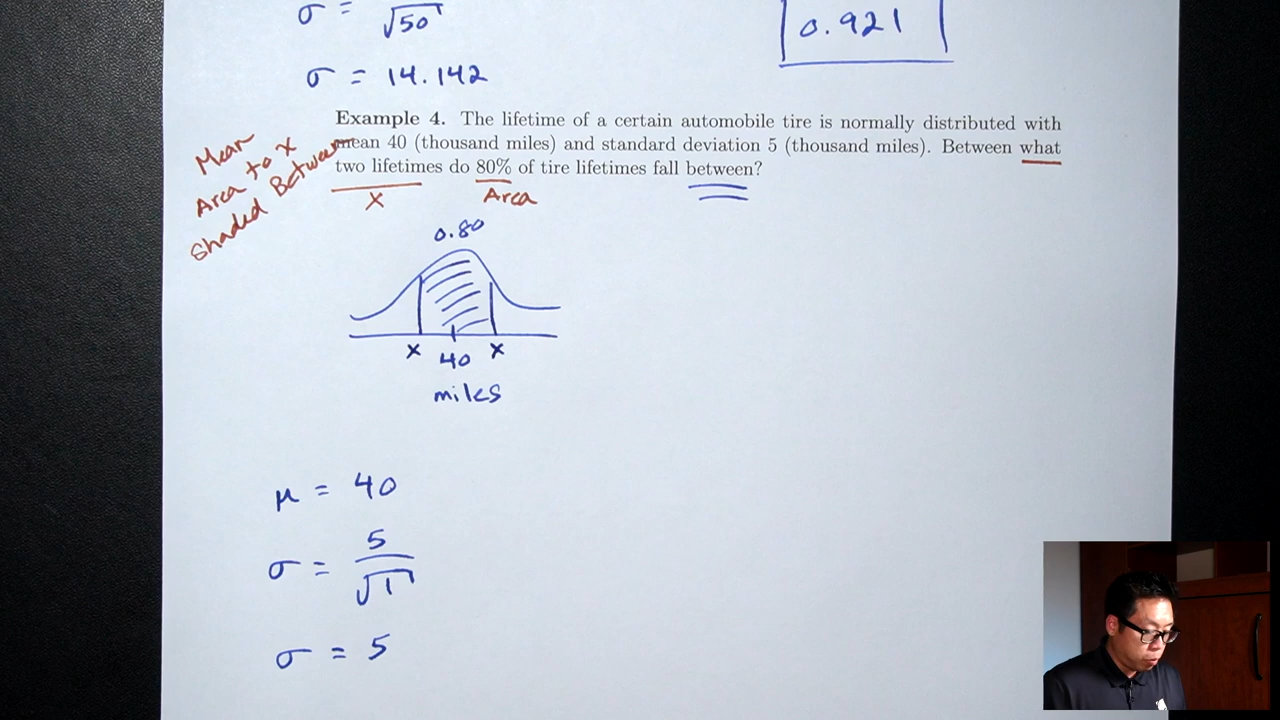 σ = /√50
σ = 14.142
0.921
Example 4. The lifetime of a certain automobile tire is normally distributed with
mean 40 (thousand miles) and standard deviation 5 (thousand miles). Between what
two lifetimes do 80% of tire lifetimes fall between?
Mean
Area to x
Shaded Between
x
Area
0.80
x 40 x
miles
μ = 40
σ = 5/√1
σ = 5